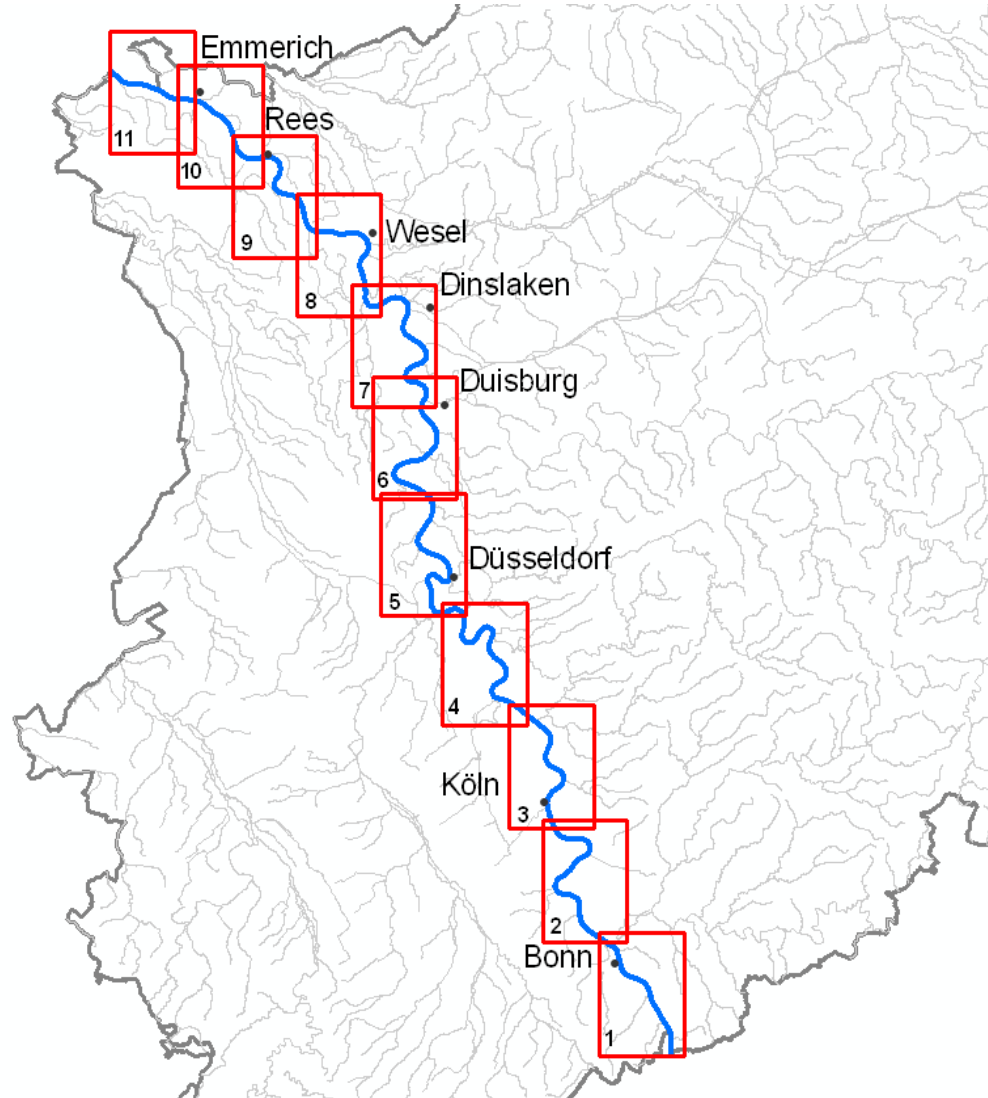 Emmerich
Rees
11
10
9
Wesel
8
Dinslaken
7
Duisburg
6
Düsseldorf
5
4
Köln
3
2
Bonn
1